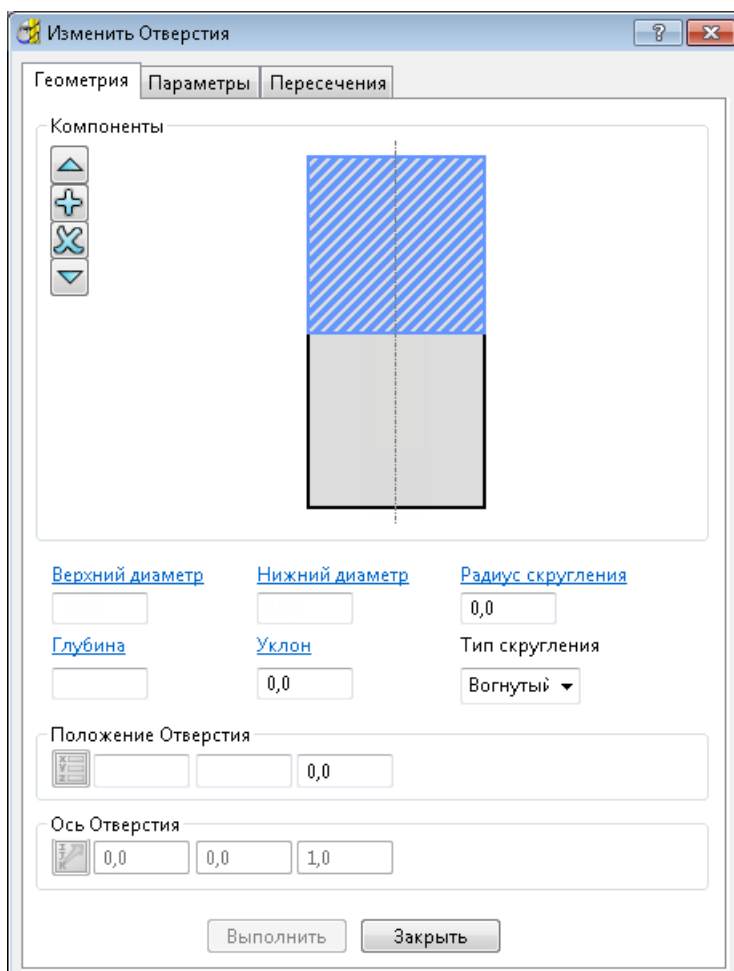 Изменить Отверстия
Геометрия Параметры Пересечения
Компоненты
Верхний диаметр Нижний диаметр Радиус скругления
0,0
Глубина Уклон Тип скругления
0,0 Вогнутый
Положение Отверстия
X Y Z 0,0
Ось Отверстия
I J K 0,0 0,0 1,0
Выполнить Закрыть